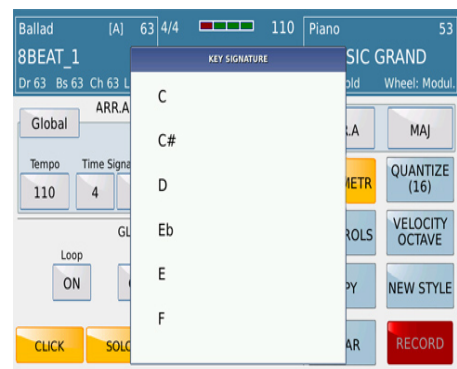 Ballad [A] 63 4/4 110 Piano 53
8BEAT_1 SIC GRAND
Dr 63 Bs 63 Ch 63 L old Wheel: Modul.
KEY SIGNATURE
C
C#
D
Eb
E
F
ARR.A
Global
Tempo Time Signa
110 4
GL
Loop
ON
CLICK SOLO
R.A MAJ
METR QUANTIZE
(16)
ROLS VELOCITY
OCTAVE
PY NEW STYLE
AR RECORD